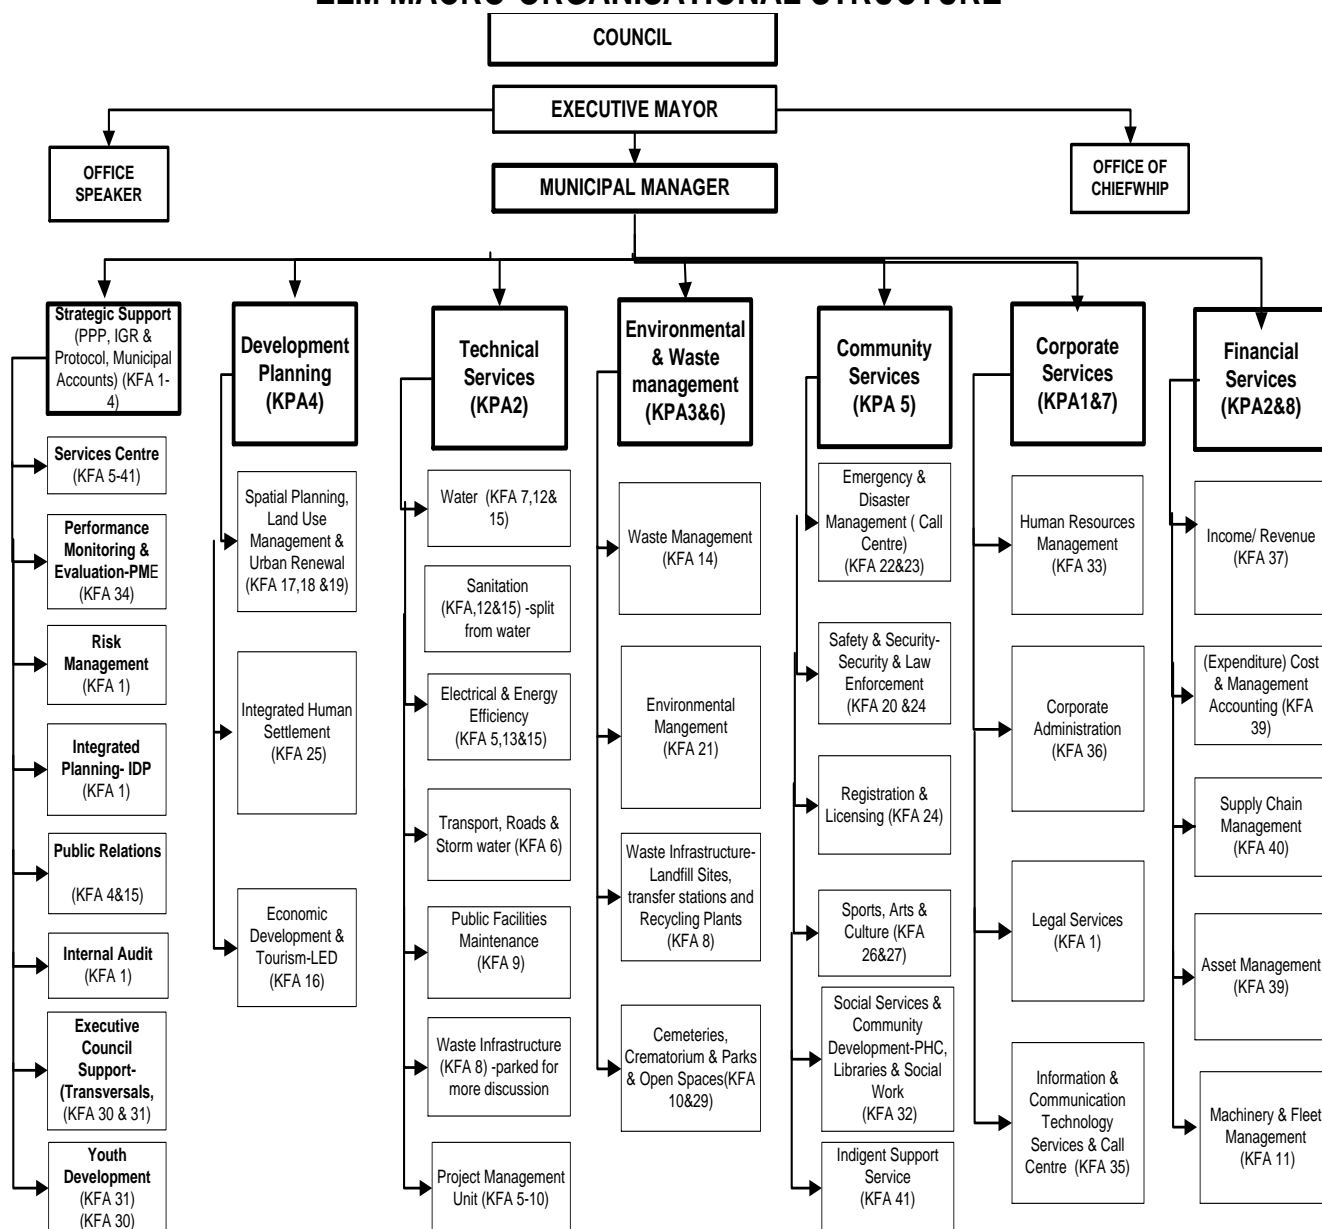 ELM MACRO ORGANISATIONAL STRUCTURE
COUNCIL
EXECUTIVE MAYOR
OFFICE
SPEAKER
MUNICIPAL MANAGER
OFFICE OF
CHIEFWHIP
Strategic Support
(PPP, IGR &
Protocol, Municipal
Accounts) (KFA 1-
4)
Services Centre
(KFA 5-41)
Performance
Monitoring &
Evaluation-PME
(KFA 34)
Risk
Management
(KFA 1)
Integrated
Planning- IDP
(KFA 1)
Public Relations
(KFA 4&15)
Internal Audit
(KFA 1)
Executive
Council
Support-
(Transversals,
(KFA 30 & 31)
Youth
Development
(KFA 31)
(KFA 30)
Development
Planning
(KPA4)
Spatial Planning,
Land Use
Management &
Urban Renewal
(KFA 17,18 &19)
Integrated Human
Settlement
(KFA 25)
Economic
Development &
Tourism-LED
(KFA 16)
Technical
Services
(KPA2)
Water (KFA 7,12&
15)
Sanitation
(KFA,12&15) -split
from water
Electrical & Energy
Efficiency
(KFA 5,13&15)
Transport, Roads &
Storm water (KFA 6)
Public Facilities
Maintenance
(KFA 9)
Waste Infrastructure
(KFA 8) -parked for
more discussion
Project Management
Unit (KFA 5-10)
Environmental
& Waste
management
(KPA3&6)
Waste Management
(KFA 14)
Environmental
Mangement
(KFA 21)
Waste Infrastructure-
Landfill Sites,
transfer stations and
Recycling Plants
(KFA 8)
Cemeteries,
Crematorium & Parks
& Open Spaces(KFA
10&29)
Community
Services
(KPA 5)
Emergency &
Disaster
Management ( Call
Centre)
(KFA 22&23)
Safety & Security-
Security & Law
Enforcement
(KFA 20 &24
Registration &
Licensing (KFA 24)
Sports, Arts &
Culture (KFA
26&27)
Social Services &
Community
Development-PHC,
Libraries & Social
Work
(KFA 32)
Indigent Support
Service
(KFA 41)
Corporate
Services
(KPA1&7)
Human Resources
Management
(KFA 33)
Corporate
Administration
(KFA 36)
Legal Services
(KFA 1)
Information &
Communication
Technology
Services & Call
Centre (KFA 35)
Financial
Services
(KPA2&8)
Income/ Revenue
(KFA 37)
(Expenditure) Cost
& Management
Accounting (KFA
39)
Supply Chain
Management
(KFA 40)
Asset Management
(KFA 39)
Machinery & Fleet
Management
(KFA 11)